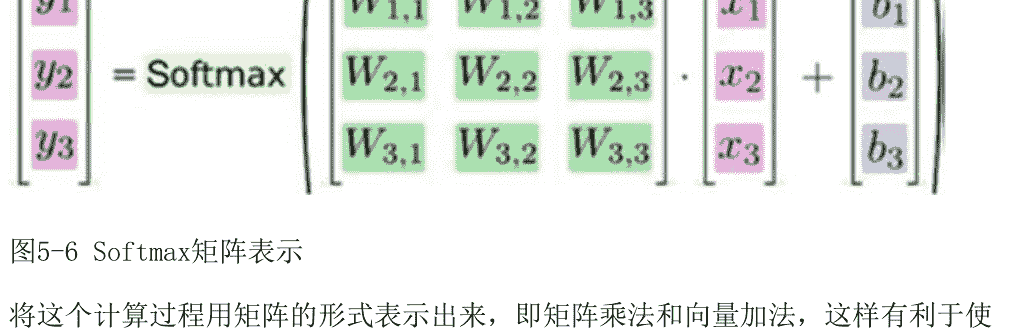 y1 W1,1 W1,2 W1,3 x1 b1
y2 = Softmax W2,1 W2,2 W2,3 · x2 + b2
y3 W3,1 W3,2 W3,3 x3 b3
图5-6 Softmax矩阵表示
将这个计算过程用矩阵的形式表示出来，即矩阵乘法和向量加法，这样有利于使